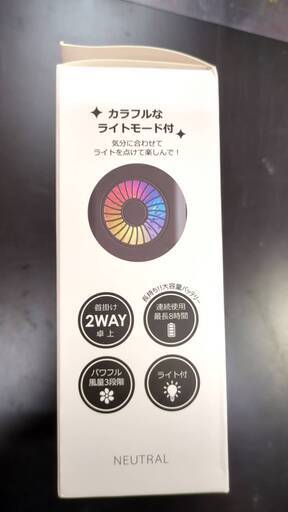 カラフルな
ライトモード付
気分に合わせて
ライトを点けて楽しんで！
首掛け
2WAY
卓上
長持ち!!大容量バッテリー
連続使用
最長8時間
パワフル
風量3段階
ライト付
NEUTRAL